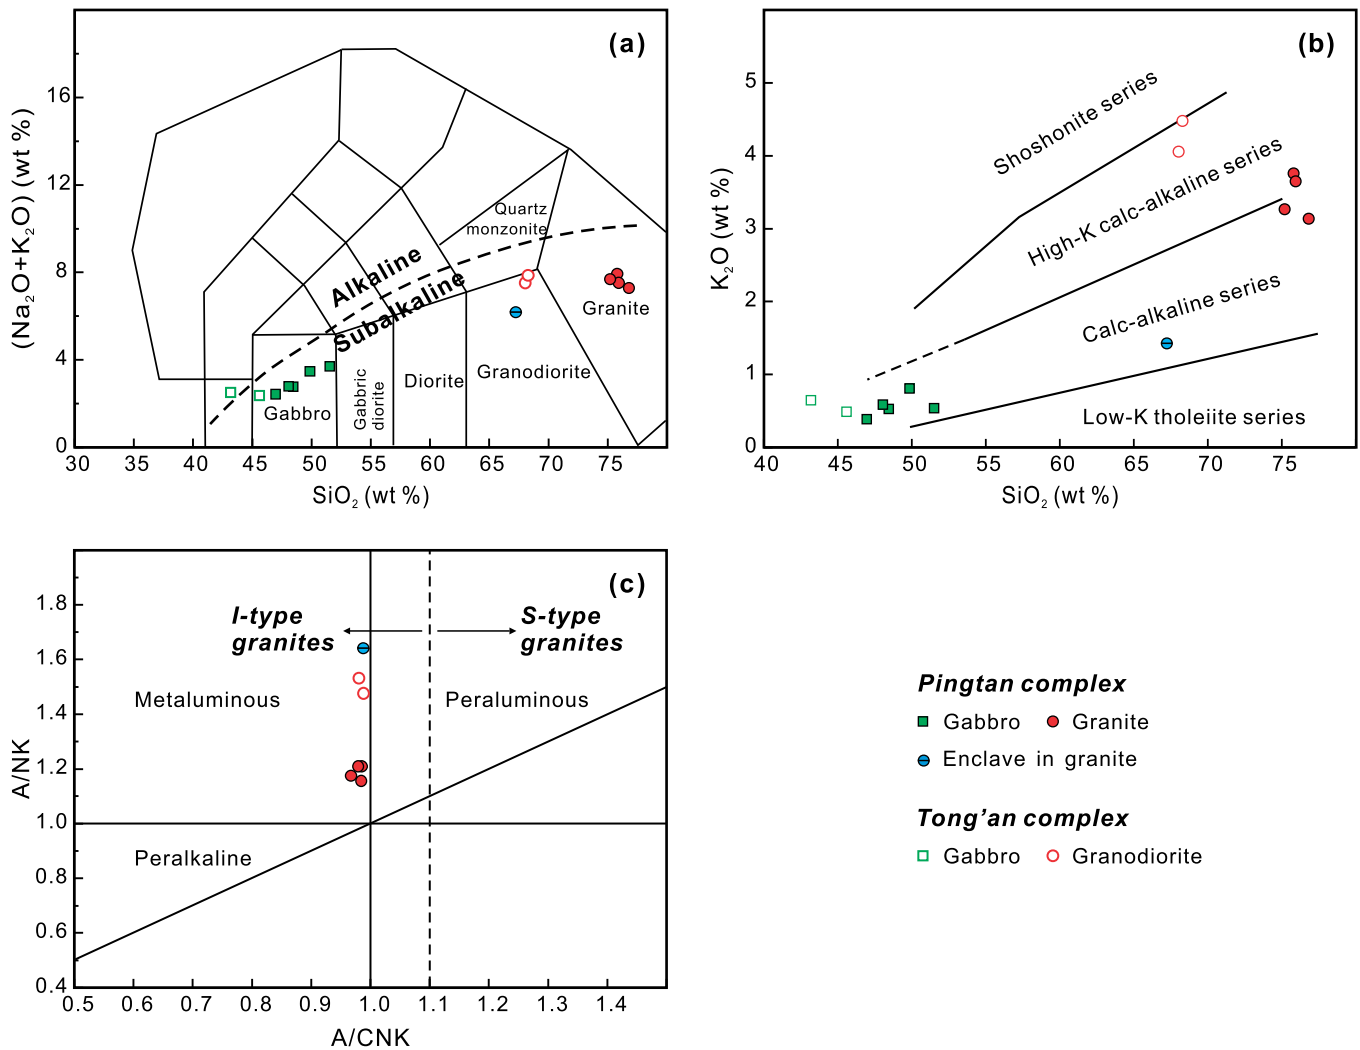 (a)
16
12
8
4
0
(Na2O+K2O) (wt %)
Quartz
monzonite
Alkaline
Subalkaline
Granite
Gabbro
Gabbric
diorite
Diorite
Granodiorite
30 35 40 45 50 55 60 65 70 75
SiO2 (wt %)
(b)
5
4
3
2
1
0
K2O (wt %)
Shoshonite series
High-K calc-alkaline series
Calc-alkaline series
Low-K tholeiite series
40 45 50 55 60 65 70 75
SiO2 (wt %)
(c)
1.8
1.6
1.4
1.2
1.0
0.8
0.6
0.4
A/NK
I-type
granites
S-type
granites
Metaluminous
Peraluminous
Peralkaline
0.5 0.6 0.7 0.8 0.9 1.0 1.1 1.2 1.3 1.4
A/CNK
Pingtan complex
Gabbro Granite
Enclave in granite
Tong’an complex
Gabbro Granodiorite